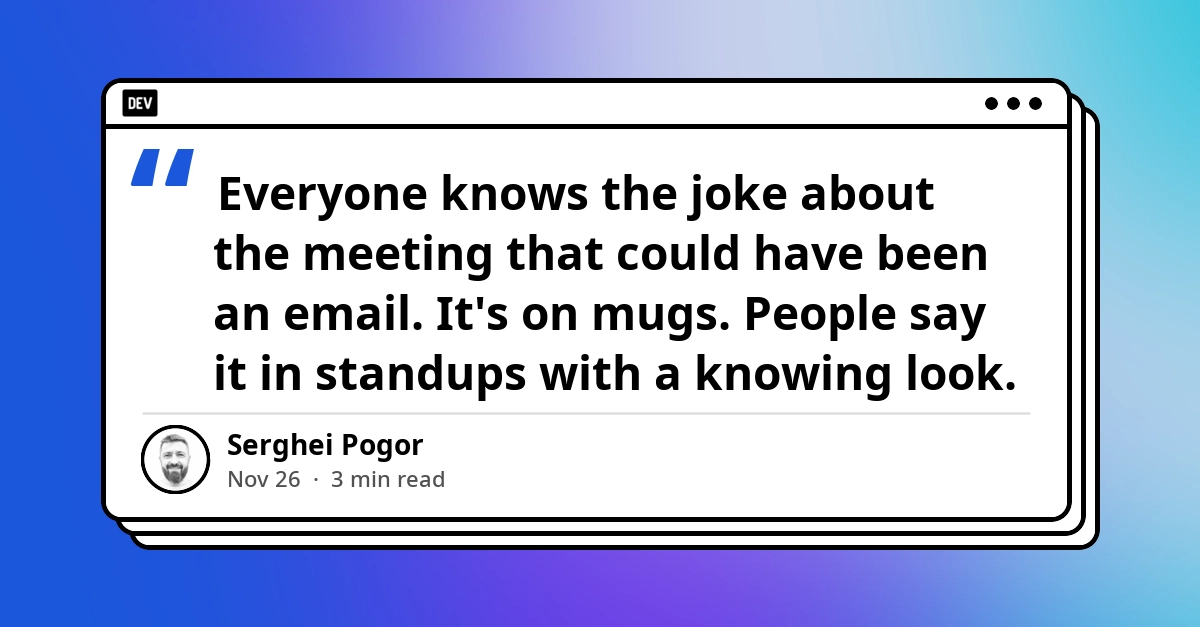 DEV
“ Everyone knows the joke about
the meeting that could have been
an email. It's on mugs. People say
it in standups with a knowing look.
Serghei Pogor
Nov 26 · 3 min read